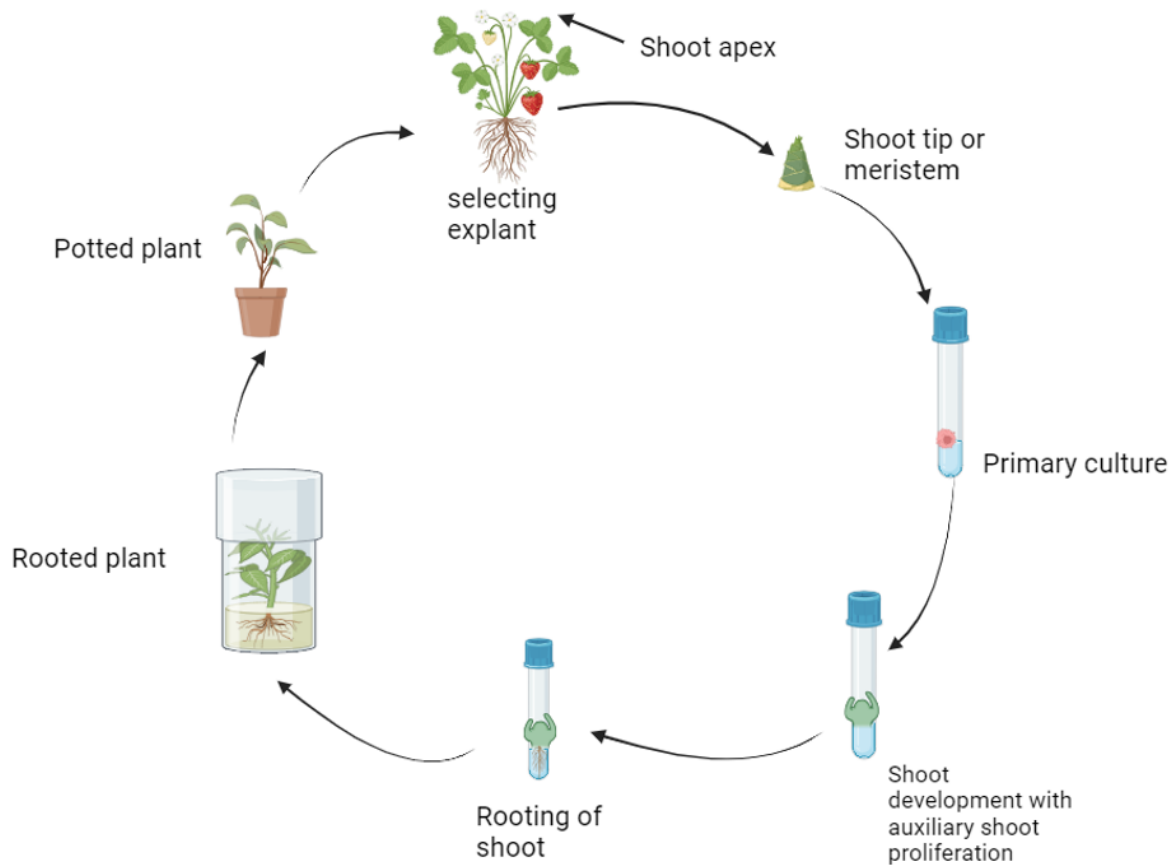 Shoot apex
selecting
explant
Shoot tip or
meristem
Potted plant
Primary culture
Rooted plant
Shoot
development with
auxiliary shoot
proliferation
Rooting of
shoot